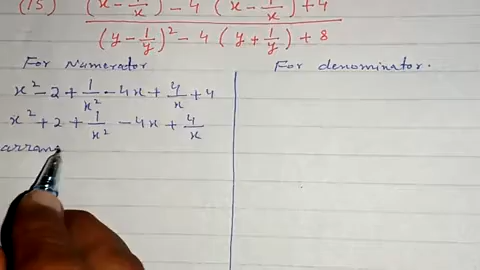 (15) (x - 1/x)² - 4 (x - 1/x) + 4
(y - 1/y)² - 4 (y + 1/y) + 8
For Numerator
For denominator.
x² - 2 + 1/x² - 4x + 4/x + 4
x² + 2 + 1/x² - 4x + 4/x
arran